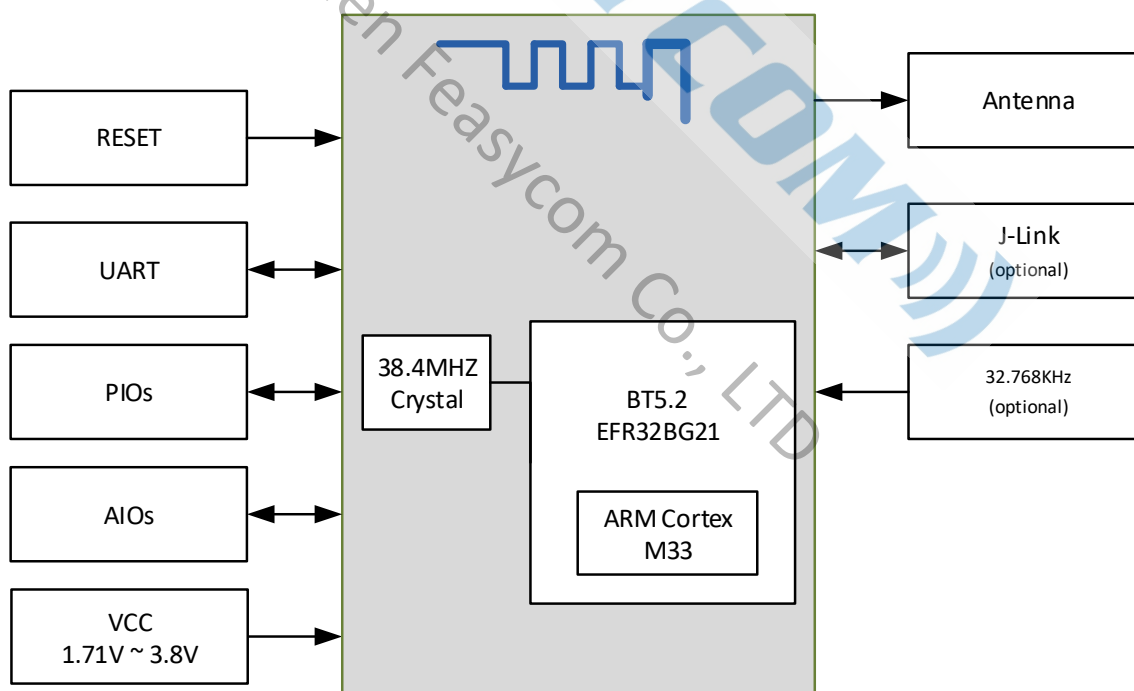 RESET
UART
PIOs
AIOs
VCC
1.71V ~ 3.8V
38.4MHZ
Crystal
BT5.2
EFR32BG21
ARM Cortex
M33
Antenna
J-Link
(optional)
32.768KHz
(optional)
en Feasycom Co., LTD
COM